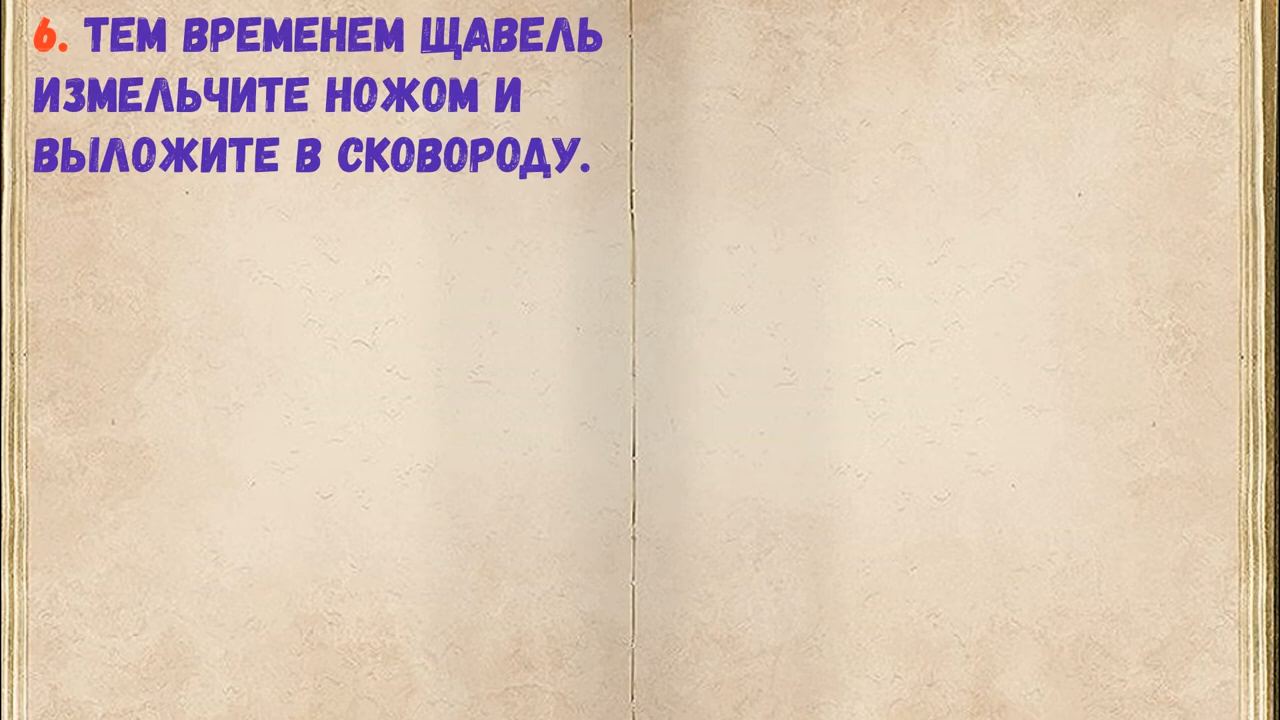 6. ТЕМ ВРЕМЕНЕМ ЩАВЕЛЬ
ИЗМЕЛЬЧИТЕ НОЖОМ И
ВЫЛОЖИТЕ В СКОВОРОДУ.